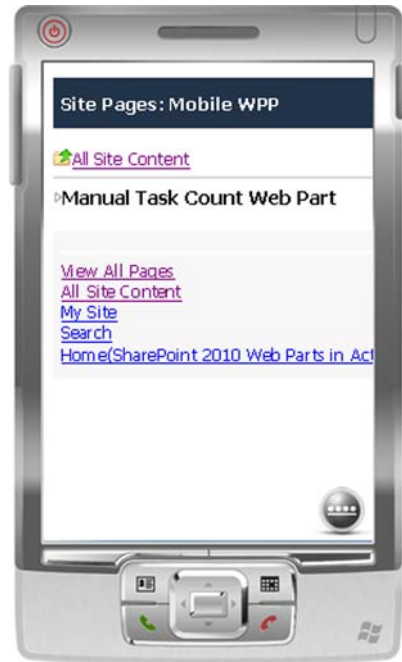 Site Pages: Mobile WPP
All Site Content
Manual Task Count Web Part
View All Pages
All Site Content
My Site
Search
Home(SharePoint 2010 Web Parts in Act